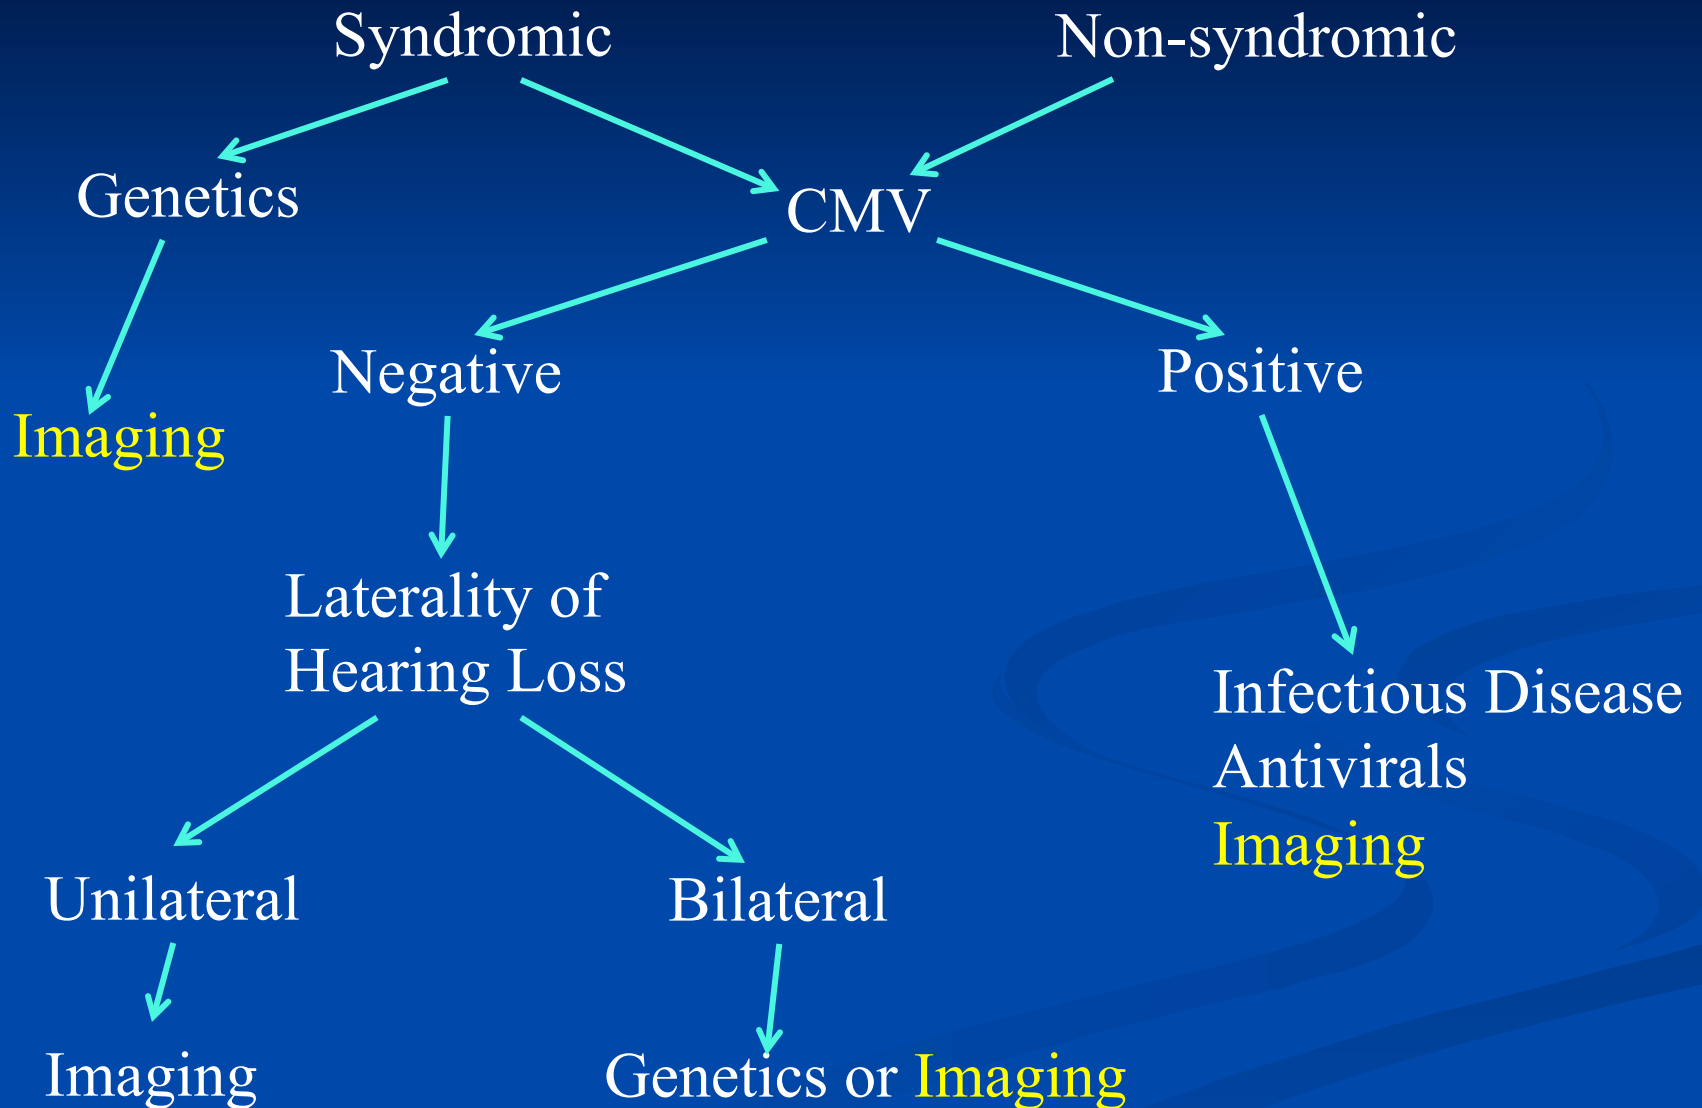 Syndromic
Non-syndromic
Genetics
CMV
Negative
Positive
Imaging
Laterality of
Hearing Loss
Infectious Disease
Antivirals
Imaging
Unilateral
Bilateral
Imaging
Genetics or Imaging